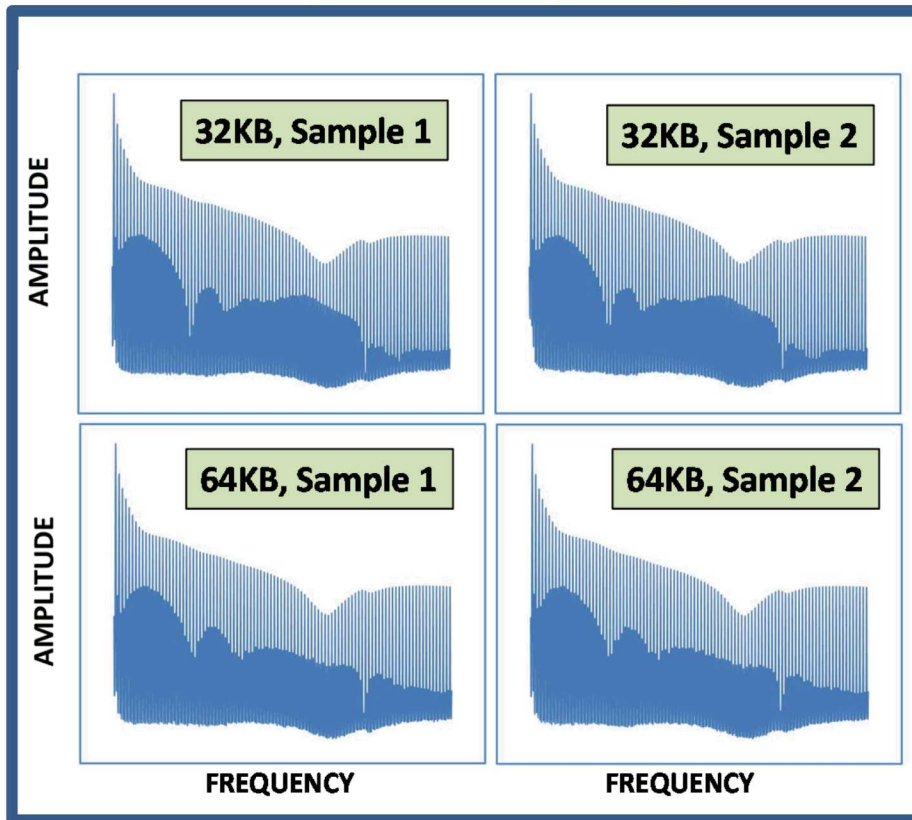 32KB, Sample 1
32KB, Sample 2
AMPLITUDE
64KB, Sample 1
64KB, Sample 2
AMPLITUDE
FREQUENCY
FREQUENCY